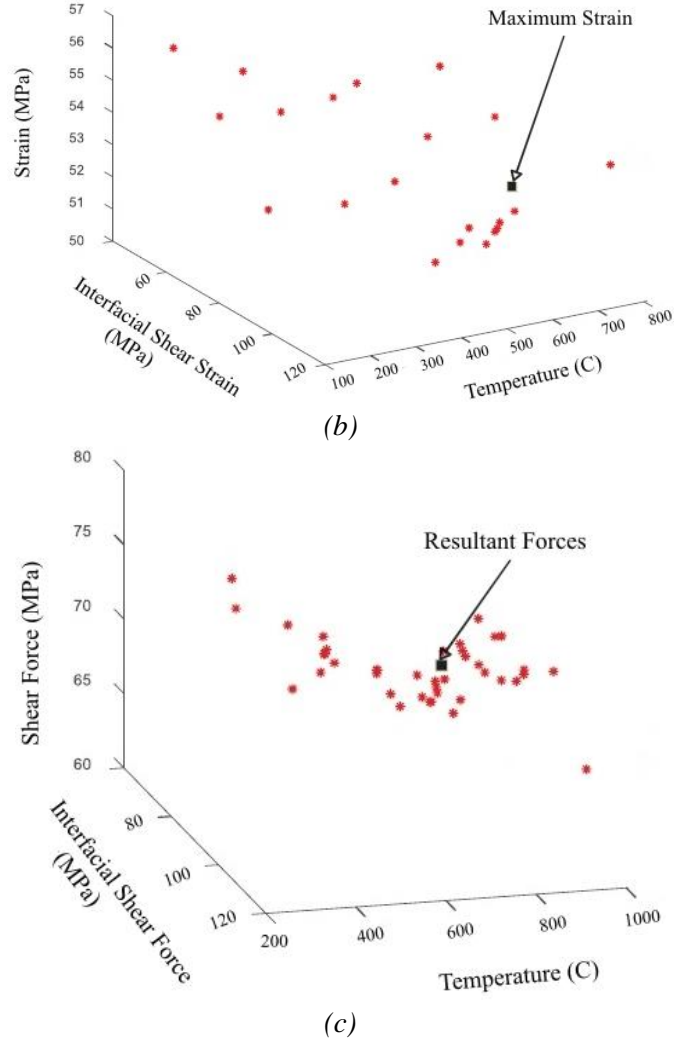 57
Maximum Strain
56
55
54
53
52
51
50
Strain (MPa)
60
80
100
120
Interfacial Shear Strain
(MPa)
100
200
300
400
500
600
700
800
Temperature (C)
(b)
80
75
70
65
60
Resultant Forces
Shear Force (MPa)
80
100
120
Interfacial Shear Force
(MPa)
200
400
600
800
1000
Temperature (C)
(c)